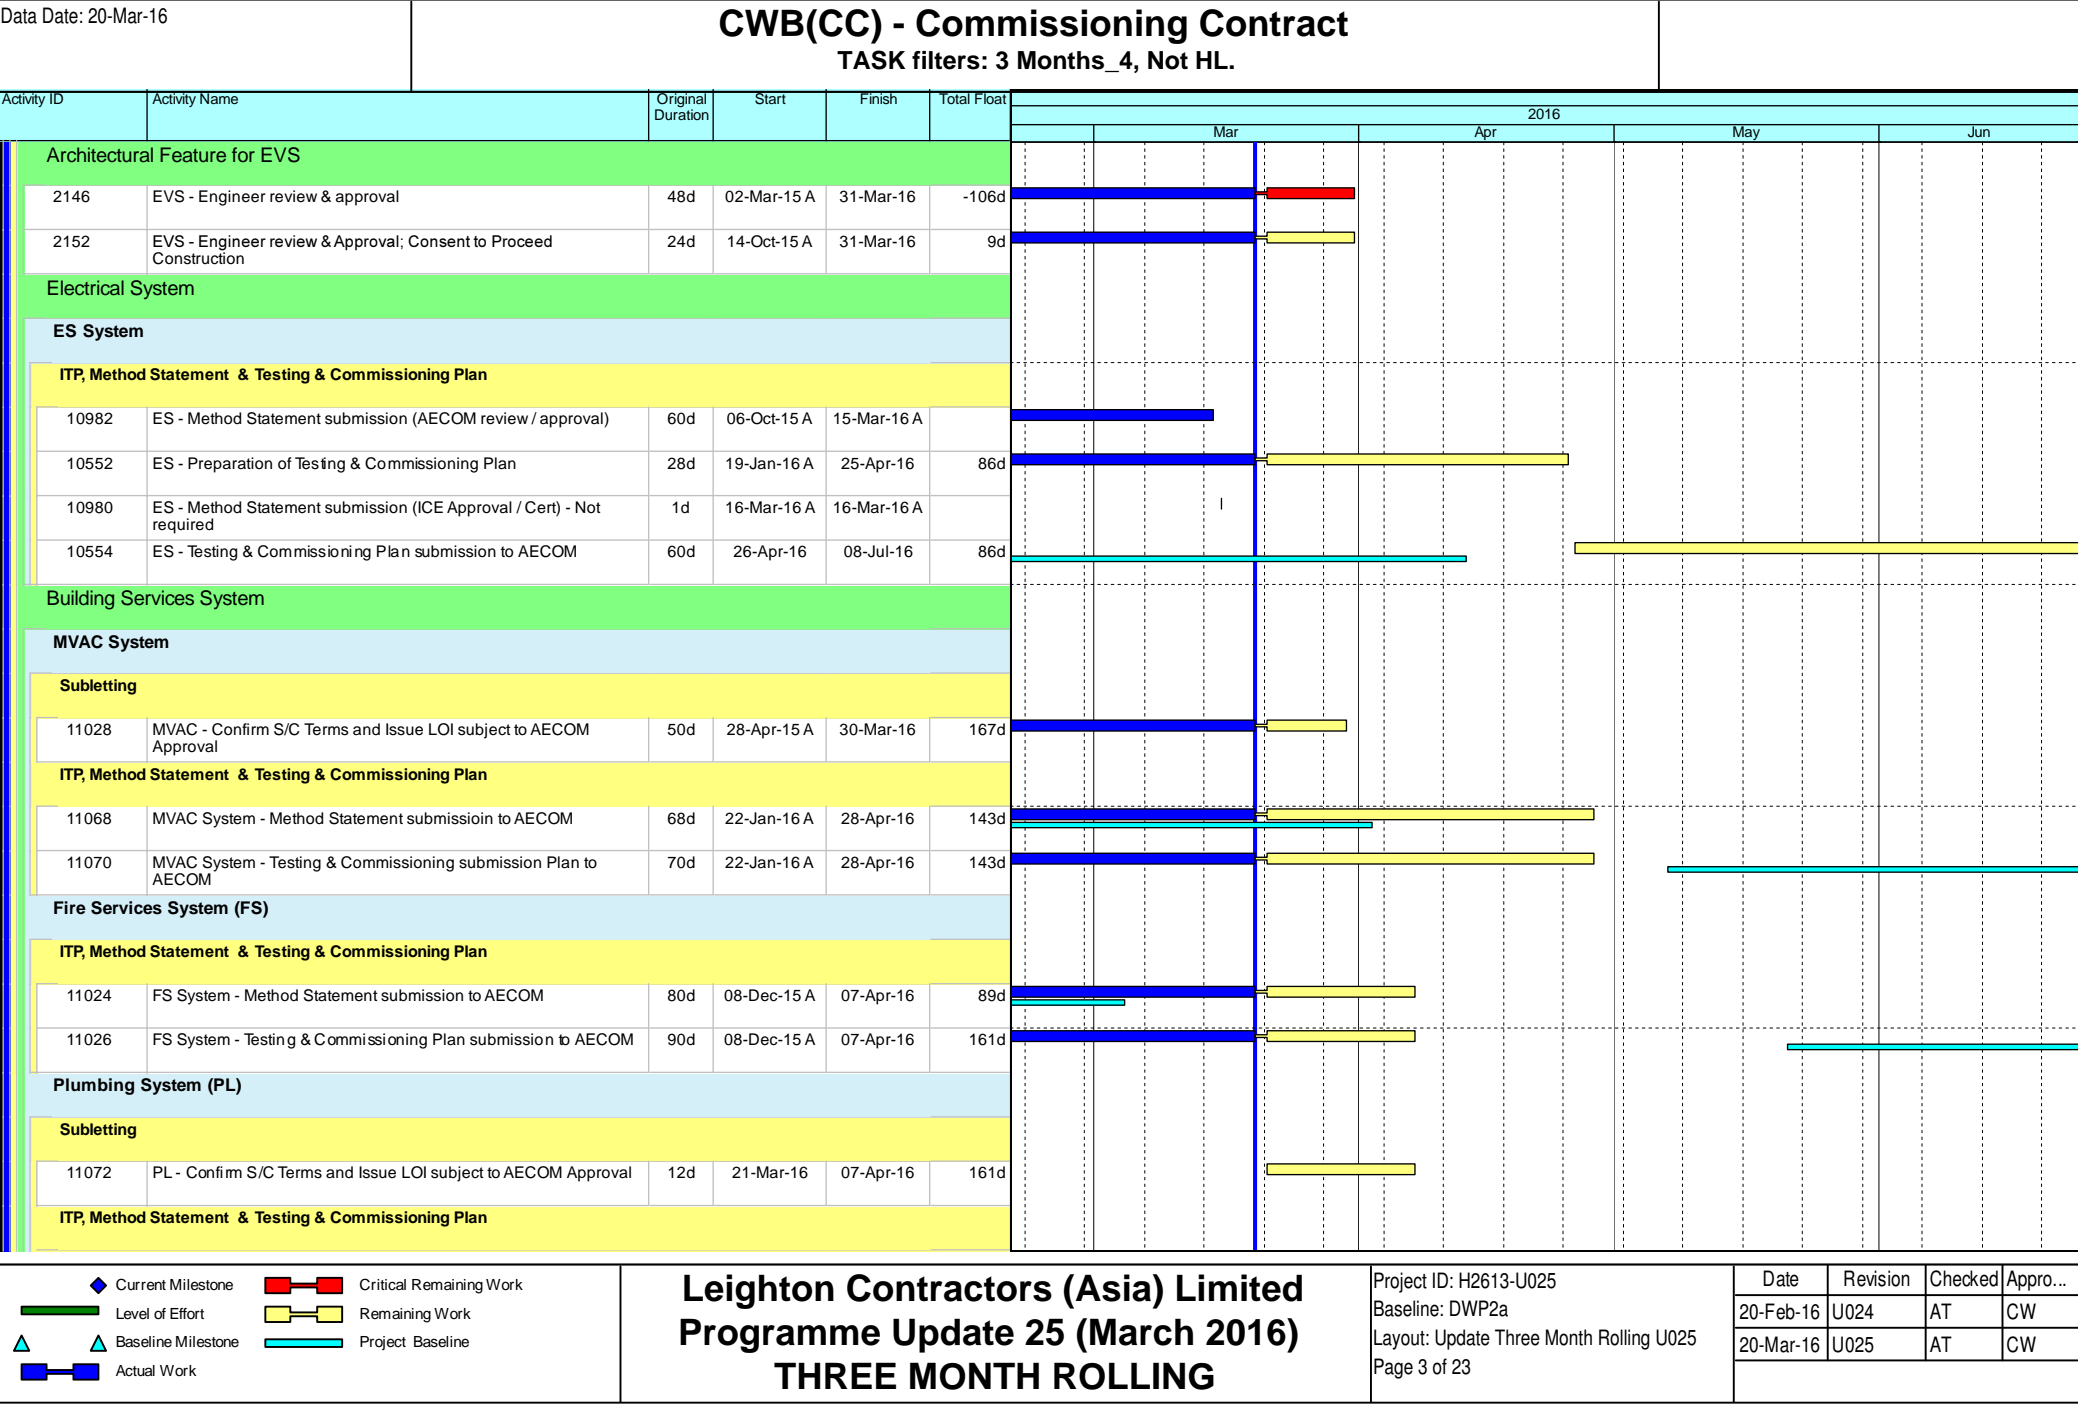 Data Date: 20-Mar-16
CWB(CC) - Commissioning Contract
TASK filters: 3 Months_4, Not HL.
Activity ID Activity Name Original Duration Start Finish Total Float
2016
Mar Apr May Jun
Architectural Feature for EVS
2146 EVS - Engineer review & approval 48d 02-Mar-15 A 31-Mar-16 -106d
2152 EVS - Engineer review & Approval; Consent to Proceed 24d 14-Oct-15 A 31-Mar-16 9d
Construction
Electrical System
ES System
ITP, Method Statement & Testing & Commissioning Plan
10982 ES - Method Statement submission (AECOM review / approval) 60d 06-Oct-15 A 15-Mar-16 A
10552 ES - Preparation of Testing & Commissioning Plan 28d 19-Jan-16 A 25-Apr-16 86d
10980 ES - Method Statement submission (ICE Approval / Cert) - Not 1d 16-Mar-16 A 16-Mar-16 A
required
10554 ES - Testing & Commissioning Plan submission to AECOM 60d 26-Apr-16 08-Jul-16 86d
Building Services System
MVAC System
Subletting
11028 MVAC - Confirm S/C Terms and Issue LOI subject to AECOM 50d 28-Apr-15 A 30-Mar-16 167d
Approval
ITP, Method Statement & Testing & Commissioning Plan
11068 MVAC System - Method Statement submissioin to AECOM 68d 22-Jan-16 A 28-Apr-16 143d
11070 MVAC System - Testing & Commissioning submission Plan to 70d 22-Jan-16 A 28-Apr-16 143d
AECOM
Fire Services System (FS)
ITP, Method Statement & Testing & Commissioning Plan
11024 FS System - Method Statement submission to AECOM 80d 08-Dec-15 A 07-Apr-16 89d
11026 FS System - Testing & Commissioning Plan submission to AECOM 90d 08-Dec-15 A 07-Apr-16 161d
Plumbing System (PL)
Subletting
11072 PL - Confirm S/C Terms and Issue LOI subject to AECOM Approval 12d 21-Mar-16 07-Apr-16 161d
ITP, Method Statement & Testing & Commissioning Plan
Current Milestone Critical Remaining Work
Level of Effort Remaining Work
Baseline Milestone Project Baseline
Actual Work
Leighton Contractors (Asia) Limited
Programme Update 25 (March 2016)
THREE MONTH ROLLING
Project ID: H2613-U025
Baseline: DWP2a
Layout: Update Three Month Rolling U025
Page 3 of 23
Date Revision Checked Appro...
20-Feb-16 U024 AT CW
20-Mar-16 U025 AT CW